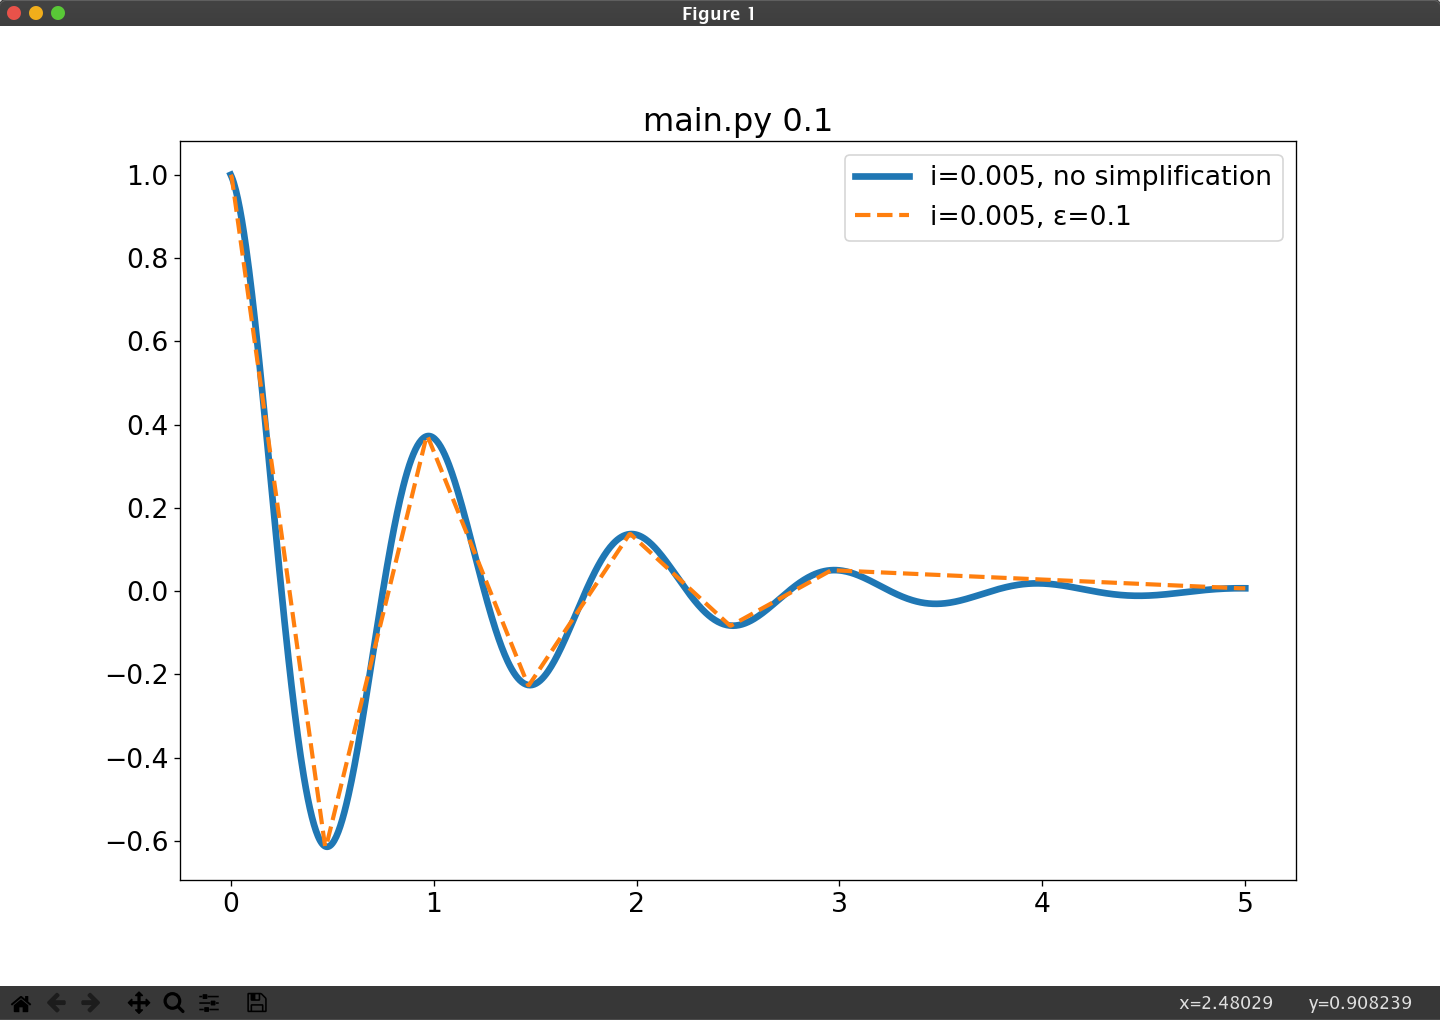 Figure 1
main.py 0.1
i=0.005, no simplification
i=0.005, ε=0.1
1.0
0.8
0.6
0.4
0.2
0.0
−0.2
−0.4
−0.6
0 1 2 3 4 5
x=2.48029 y=0.908239